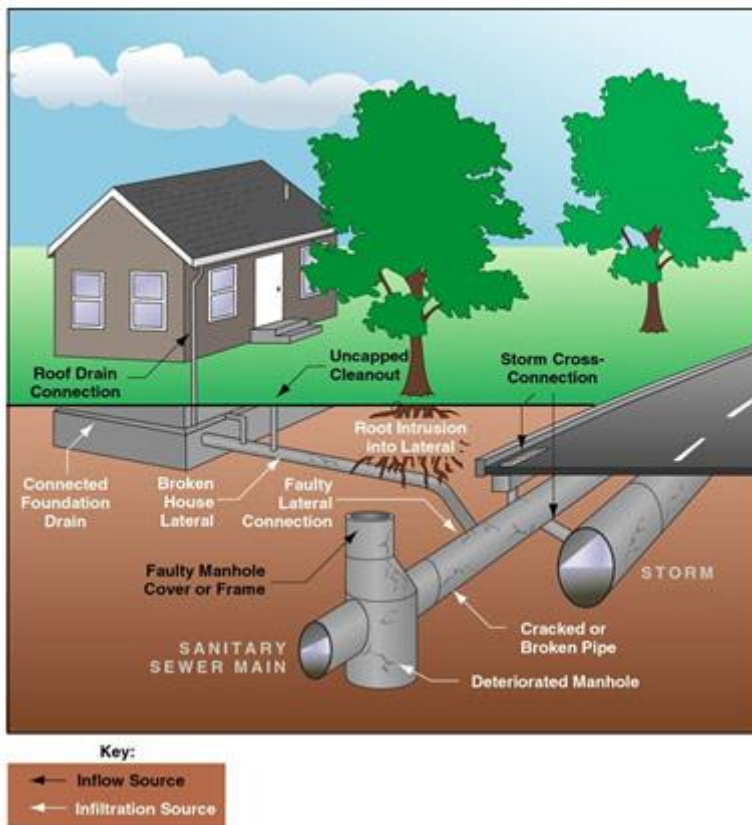 Roof Drain
Connection
Uncapped
Cleanout
Storm Cross-
Connection
Root Intrusion
into Lateral
Connected
Foundation
Drain
Broken
House
Lateral
Faulty
Lateral
Connection
Faulty Manhole
Cover or Frame
STORM
SANITARY
SEWER MAIN
Cracked or
Broken Pipe
Deteriorated Manhole
Key:
Inflow Source
Infiltration Source